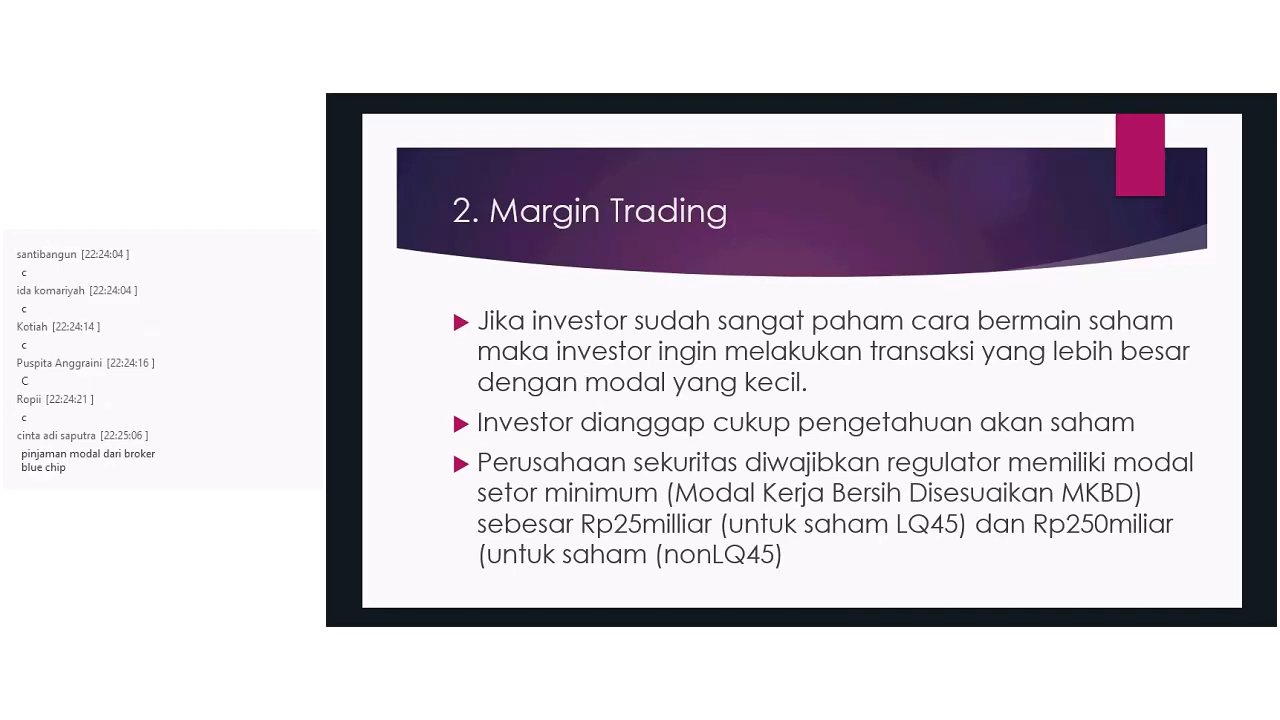 santibangun [22:24:04 ]
c
ida komariyah [22:24:04 ]
c
Kotiah [22:24:14 ]
c
Puspita Anggraini [22:24:16 ]
C
Ropii [22:24:21 ]
c
cinta adi saputra [22:25:06 ]
pinjaman modal dari broker
blue chip
2. Margin Trading
Jika investor sudah sangat paham cara bermain saham
maka investor ingin melakukan transaksi yang lebih besar
dengan modal yang kecil.
Investor dianggap cukup pengetahuan akan saham
Perusahaan sekuritas diwajibkan regulator memiliki modal
setor minimum (Modal Kerja Bersih Disesuaikan MKBD)
sebesar Rp25milliar (untuk saham LQ45) dan Rp250miliar
(untuk saham (nonLQ45)